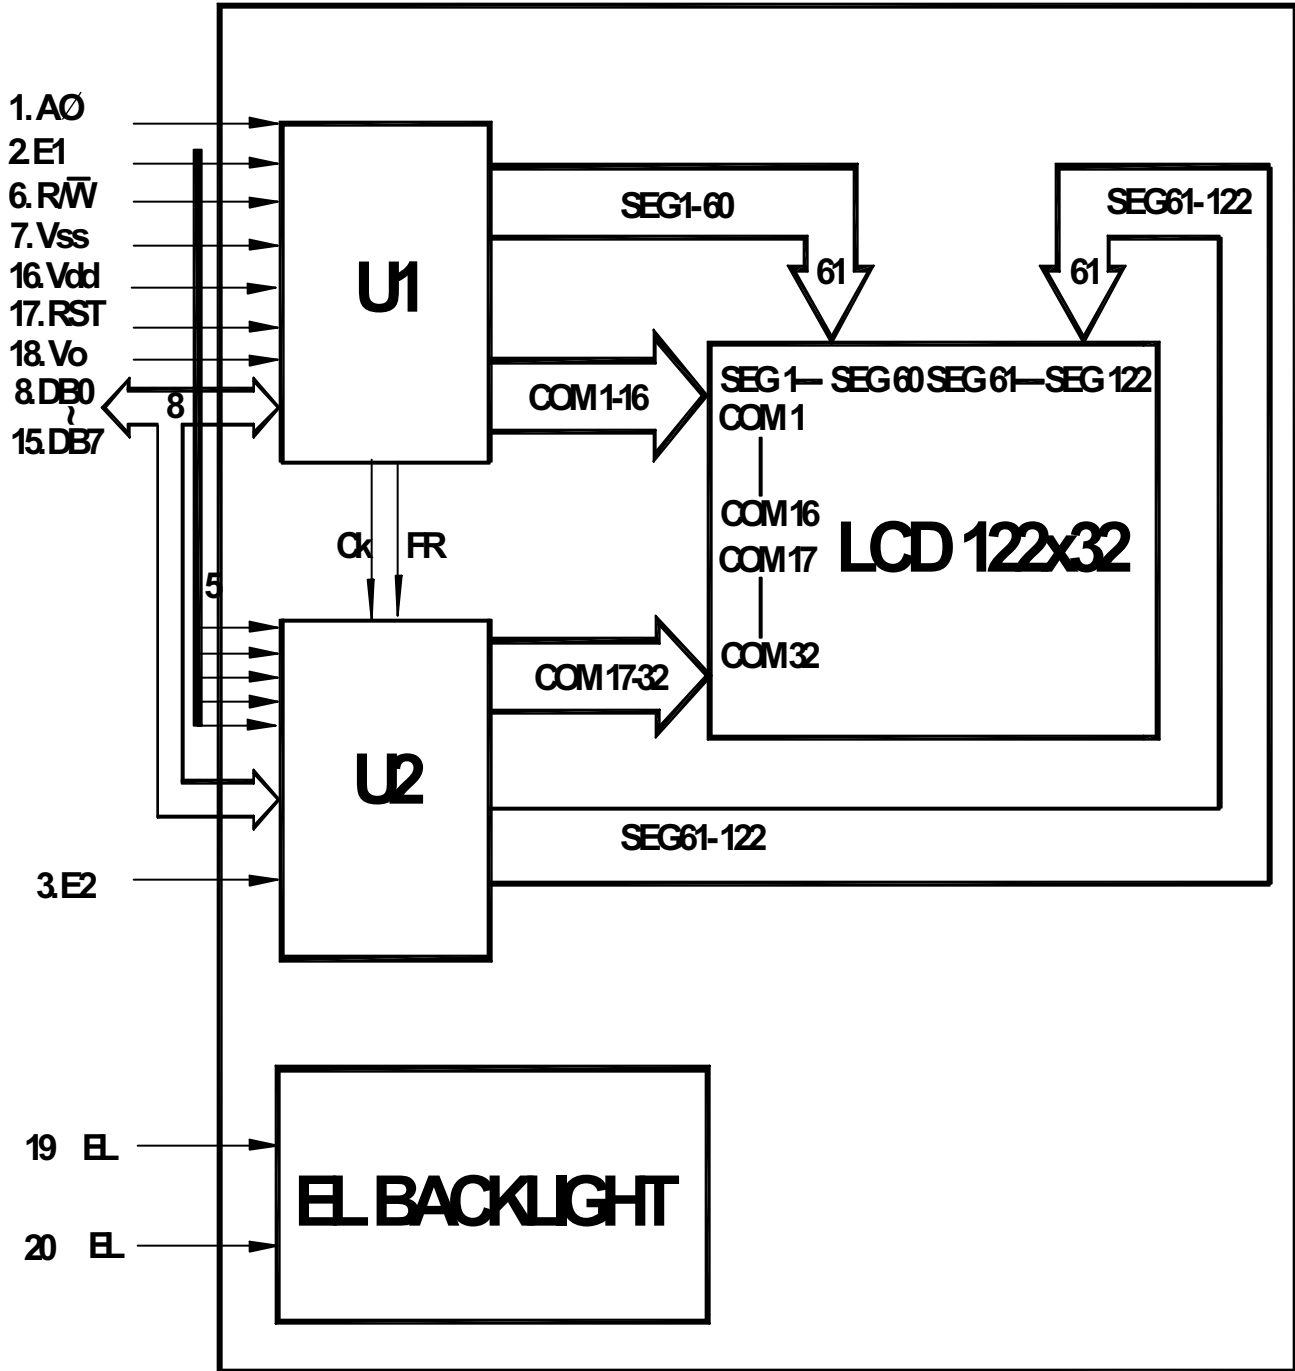 1. AØ
2. E1
6. R/W̅
7. Vss
16. Vdd
17. RST
18. Vo
8. DB0
~
15. DB7
8
5
U1
SEG1-60
61
SEG61-122
61
COM 1-16
Ck
FR
SEG 1— SEG 60 SEG 61—SEG 122
COM 1
COM 16
COM 17
COM 32
LCD 122x32
U2
COM 17-32
SEG61-122
3. E2
19 EL
20 EL
EL BACKLIGHT